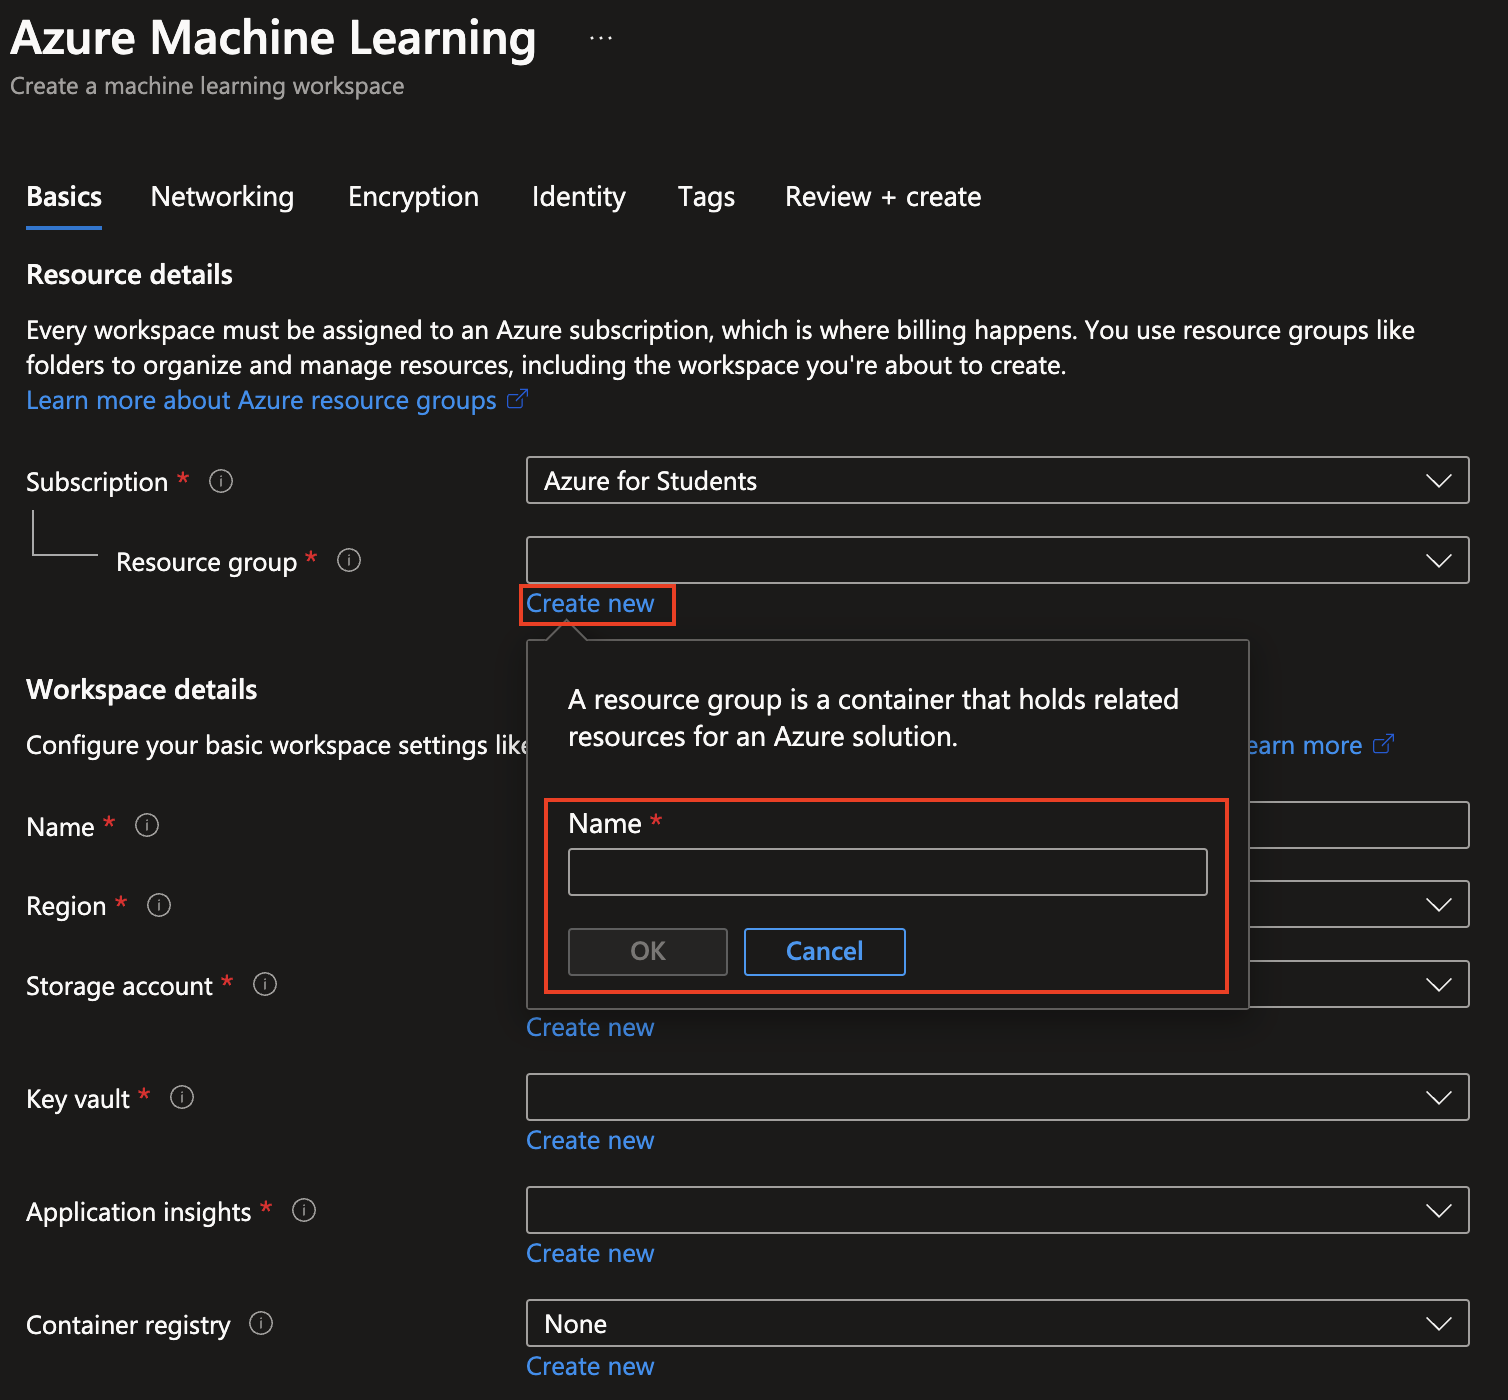 Azure Machine Learning ...
Create a machine learning workspace
Basics Networking Encryption Identity Tags Review + create
Resource details
Every workspace must be assigned to an Azure subscription, which is where billing happens. You use resource groups like
folders to organize and manage resources, including the workspace you're about to create.
Learn more about Azure resource groups
Subscription *
Azure for Students
Resource group *
Create new
A resource group is a container that holds related
resources for an Azure solution.
Name *
OK Cancel
Workspace details
Configure your basic workspace settings like
earn more
Name *
Region *
Storage account *
Create new
Key vault *
Create new
Application insights *
Create new
Container registry
None
Create new